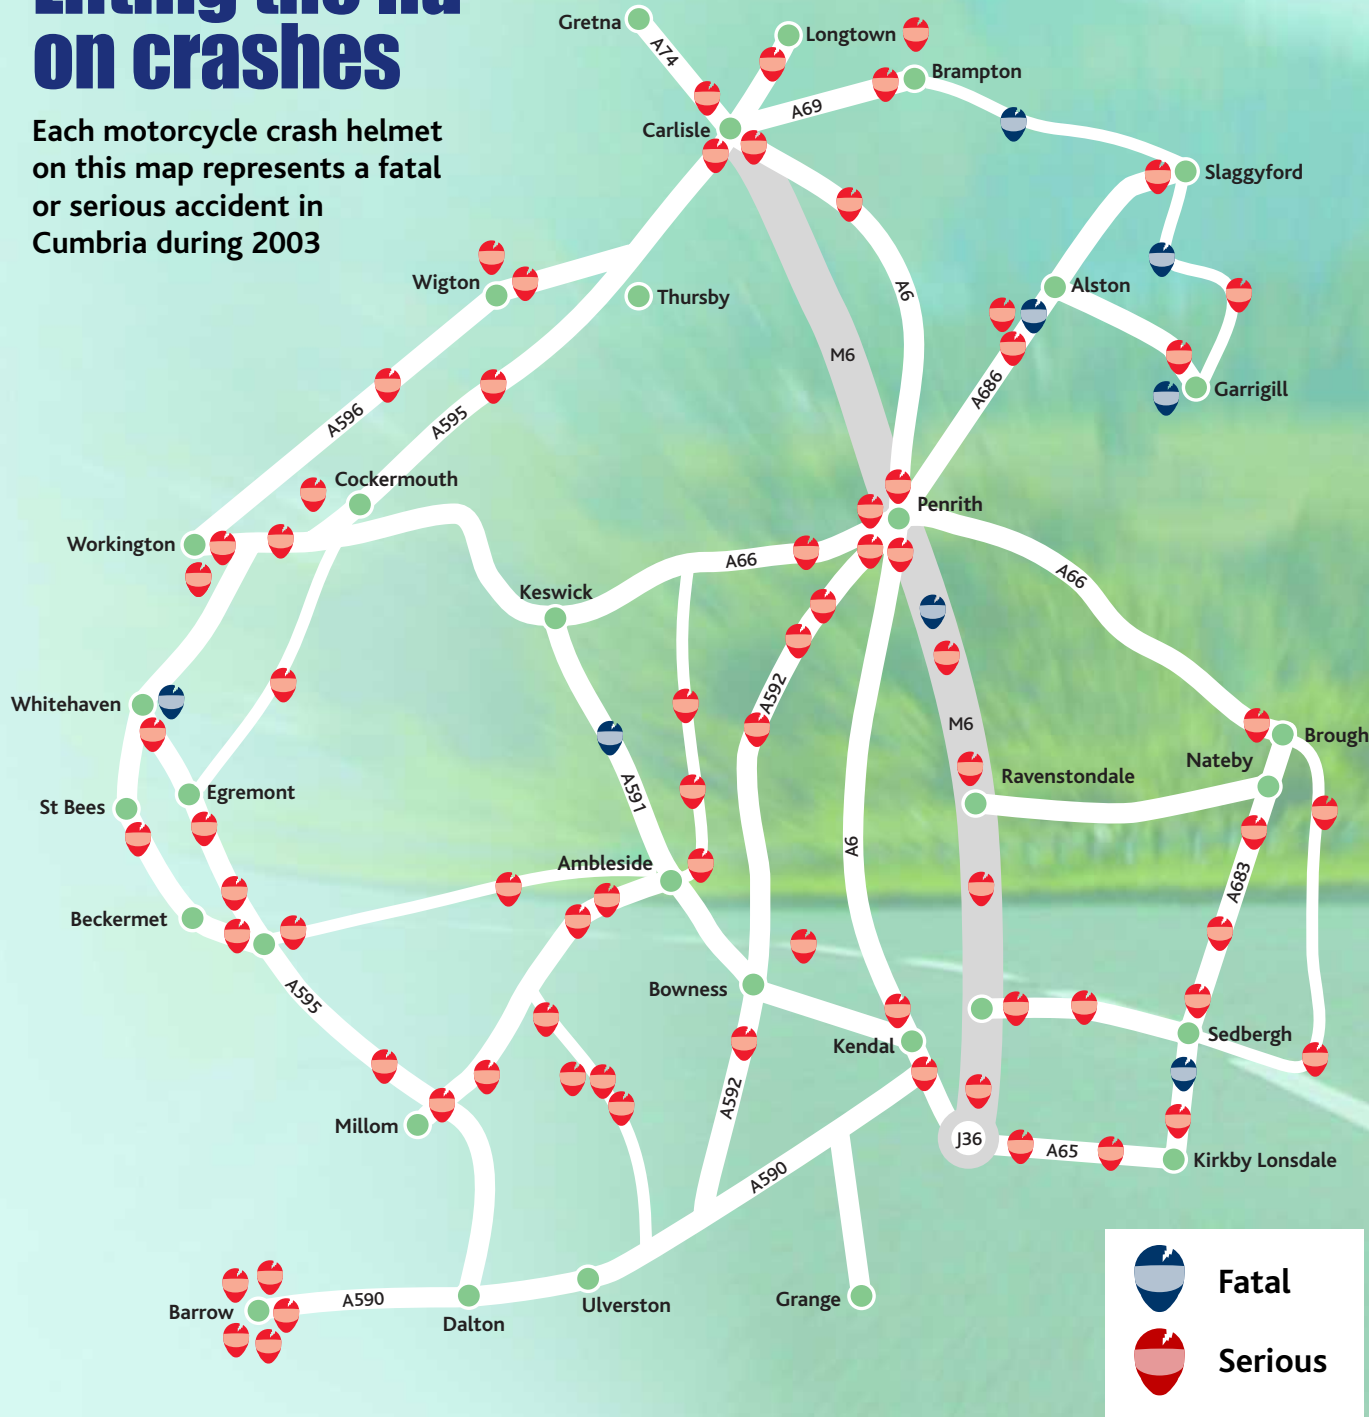 on crashes
Each motorcycle crash helmet
on this map represents a fatal
or serious accident in
Cumbria during 2003
Gretna
A74
Longtown
Brampton
A69
Carlisle
Slaggyford
Wigton
Thursby
A6
Alston
M6
A686
Garrigill
A596
A595
Cockermouth
Penrith
Workington
A66
A66
Keswick
Whitehaven
A592
M6
Brough
Nateby
Ravenstondale
Egremont
St Bees
A591
A6
Ambleside
A683
Beckermet
A595
Bowness
Sedbergh
Kendal
A592
Millom
J36
A65
Kirkby Lonsdale
A590
Barrow
A590
Dalton
Ulverston
Grange
Fatal
Serious